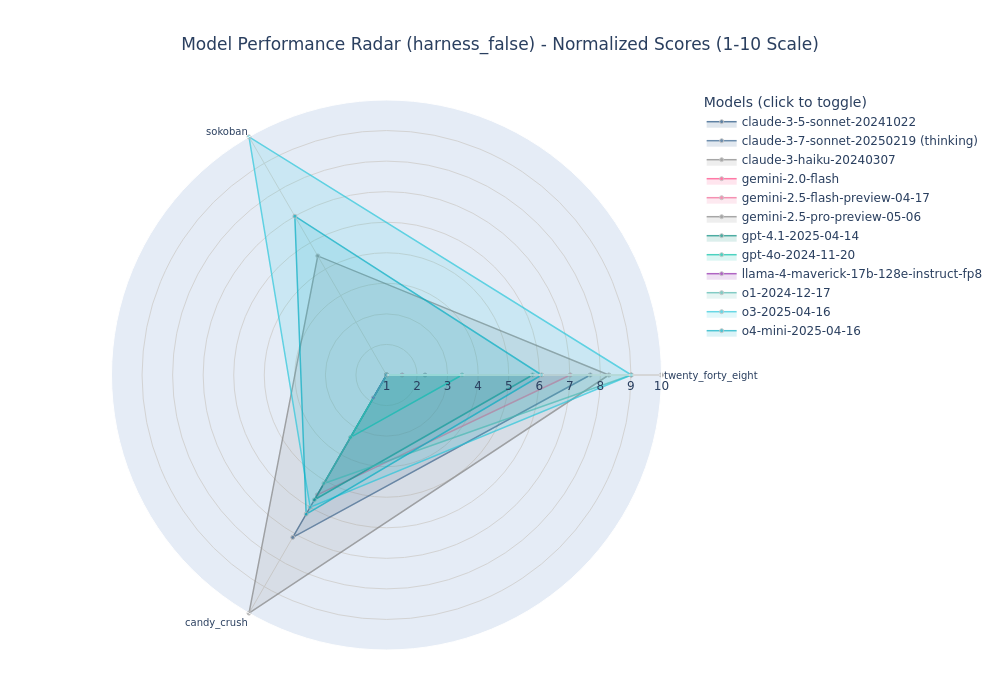 Model Performance Radar (harness_false) - Normalized Scores (1-10 Scale)
Models (click to toggle)
claude-3-5-sonnet-20241022
claude-3-7-sonnet-20250219 (thinking)
claude-3-haiku-20240307
gemini-2.0-flash
gemini-2.5-flash-preview-04-17
gemini-2.5-pro-preview-05-06
gpt-4.1-2025-04-14
gpt-4o-2024-11-20
llama-4-maverick-17b-128e-instruct-fp8
o1-2024-12-17
o3-2025-04-16
o4-mini-2025-04-16
sokoban
twenty_forty_eight
1 2 3 4 5 6 7 8 9 10
candy_crush